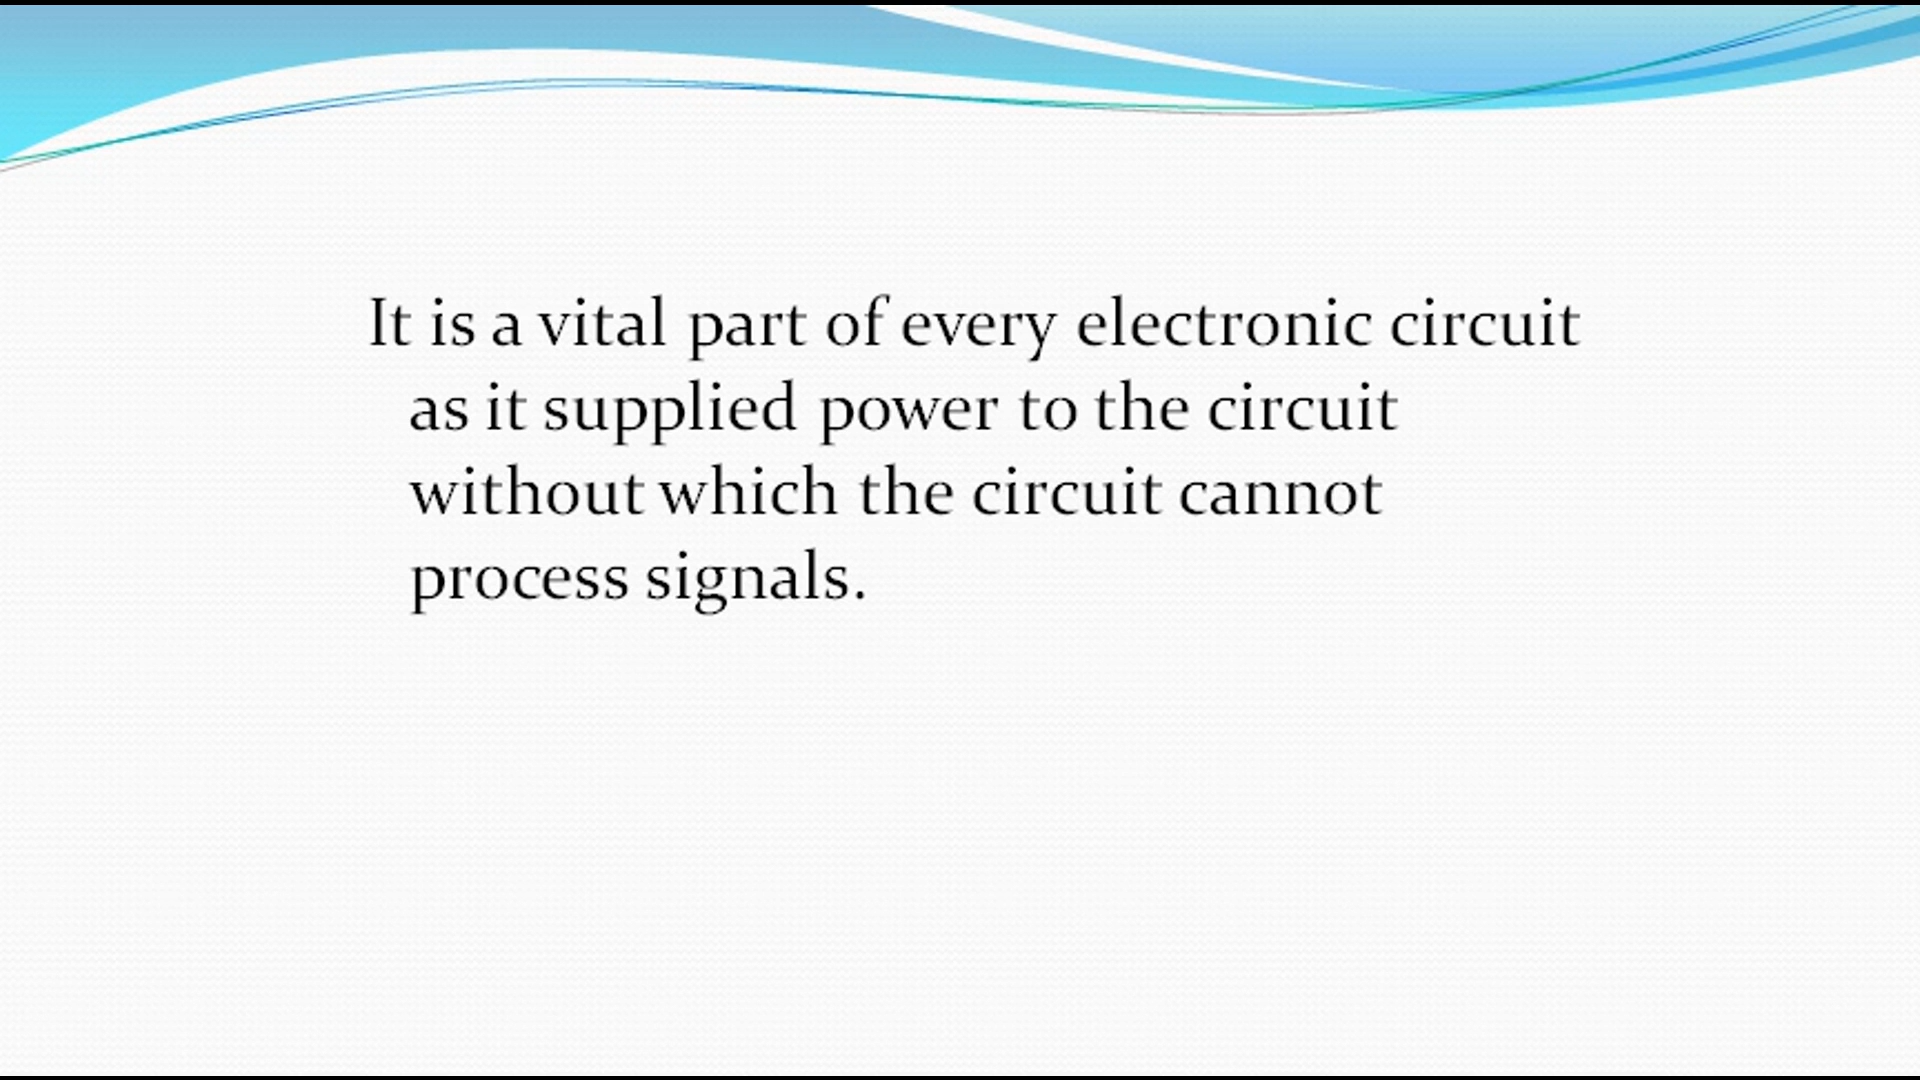 It is a vital part of every electronic circuit
as it supplied power to the circuit
without which the circuit cannot
process signals.